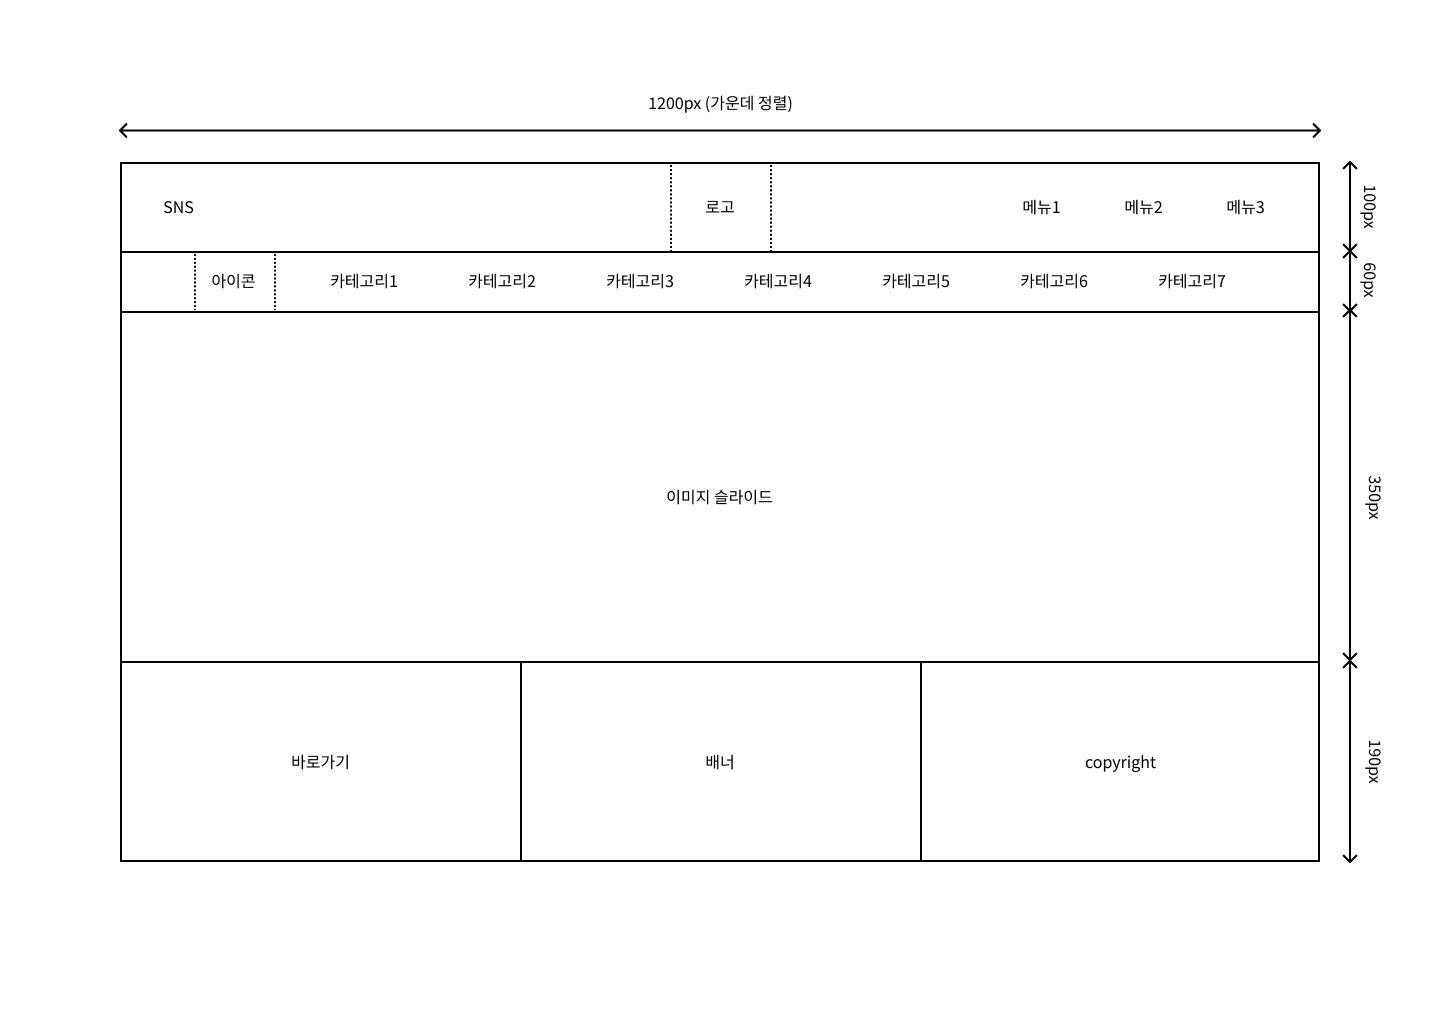 1200px (가운데 정렬)
SNS
로고
메뉴1
메뉴2
메뉴3
100px
아이콘
카테고리1
카테고리2
카테고리3
카테고리4
카테고리5
카테고리6
카테고리7
60px
이미지 슬라이드
350px
바로가기
배너
copyright
190px